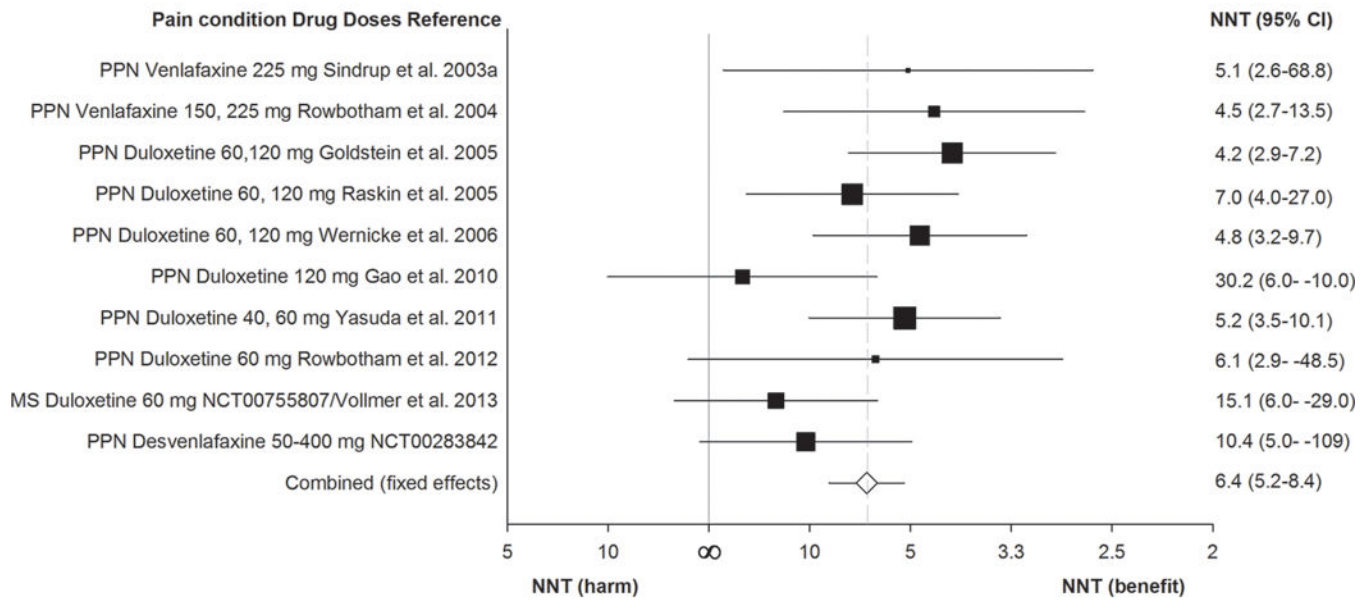 Pain condition Drug Doses Reference NNT (95% CI)
PPN Venlafaxine 225 mg Sindrup et al. 2003a 5.1 (2.6-68.8)
PPN Venlafaxine 150, 225 mg Rowbotham et al. 2004 4.5 (2.7-13.5)
PPN Duloxetine 60,120 mg Goldstein et al. 2005 4.2 (2.9-7.2)
PPN Duloxetine 60, 120 mg Raskin et al. 2005 7.0 (4.0-27.0)
PPN Duloxetine 60, 120 mg Wernicke et al. 2006 4.8 (3.2-9.7)
PPN Duloxetine 120 mg Gao et al. 2010 30.2 (6.0- -10.0)
PPN Duloxetine 40, 60 mg Yasuda et al. 2011 5.2 (3.5-10.1)
PPN Duloxetine 60 mg Rowbotham et al. 2012 6.1 (2.9- -48.5)
MS Duloxetine 60 mg NCT00755807/Vollmer et al. 2013 15.1 (6.0- -29.0)
PPN Desvenlafaxine 50-400 mg NCT00283842 10.4 (5.0- -109)
Combined (fixed effects) 6.4 (5.2-8.4)
5 10 ∞ 10 5 3.3 2.5 2
NNT (harm) NNT (benefit)